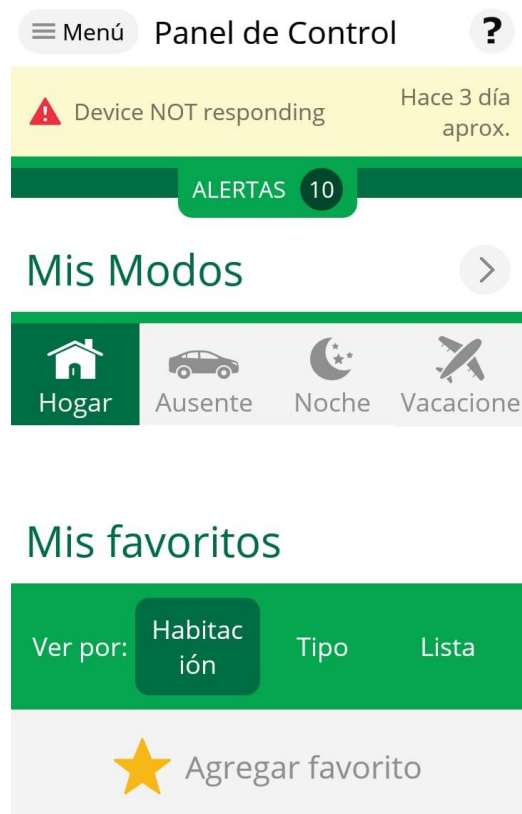 Menú Panel de Control ?
Device NOT responding
Hace 3 día
aprox.
ALERTAS 10
Mis Modos
Hogar Ausente Noche Vacacione
Mis favoritos
Ver por: Habitac
ión Tipo Lista
Agregar favorito